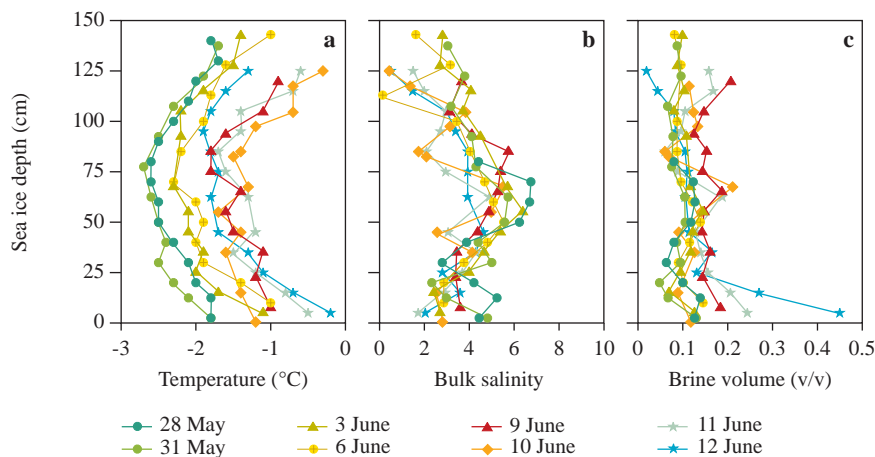 a b c
150
125
100
75
50
25
0
Sea ice depth (cm)
-3 -2 -1 0
0 2 4 6 8 10
0 0.1 0.2 0.3 0.4 0.5
Temperature (°C) Bulk salinity Brine volume (v/v)
28 May 3 June 9 June 11 June
31 May 6 June 10 June 12 June